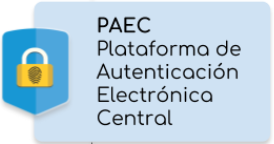 PAEC
Plataforma de
Autenticación
Electrónica
Central